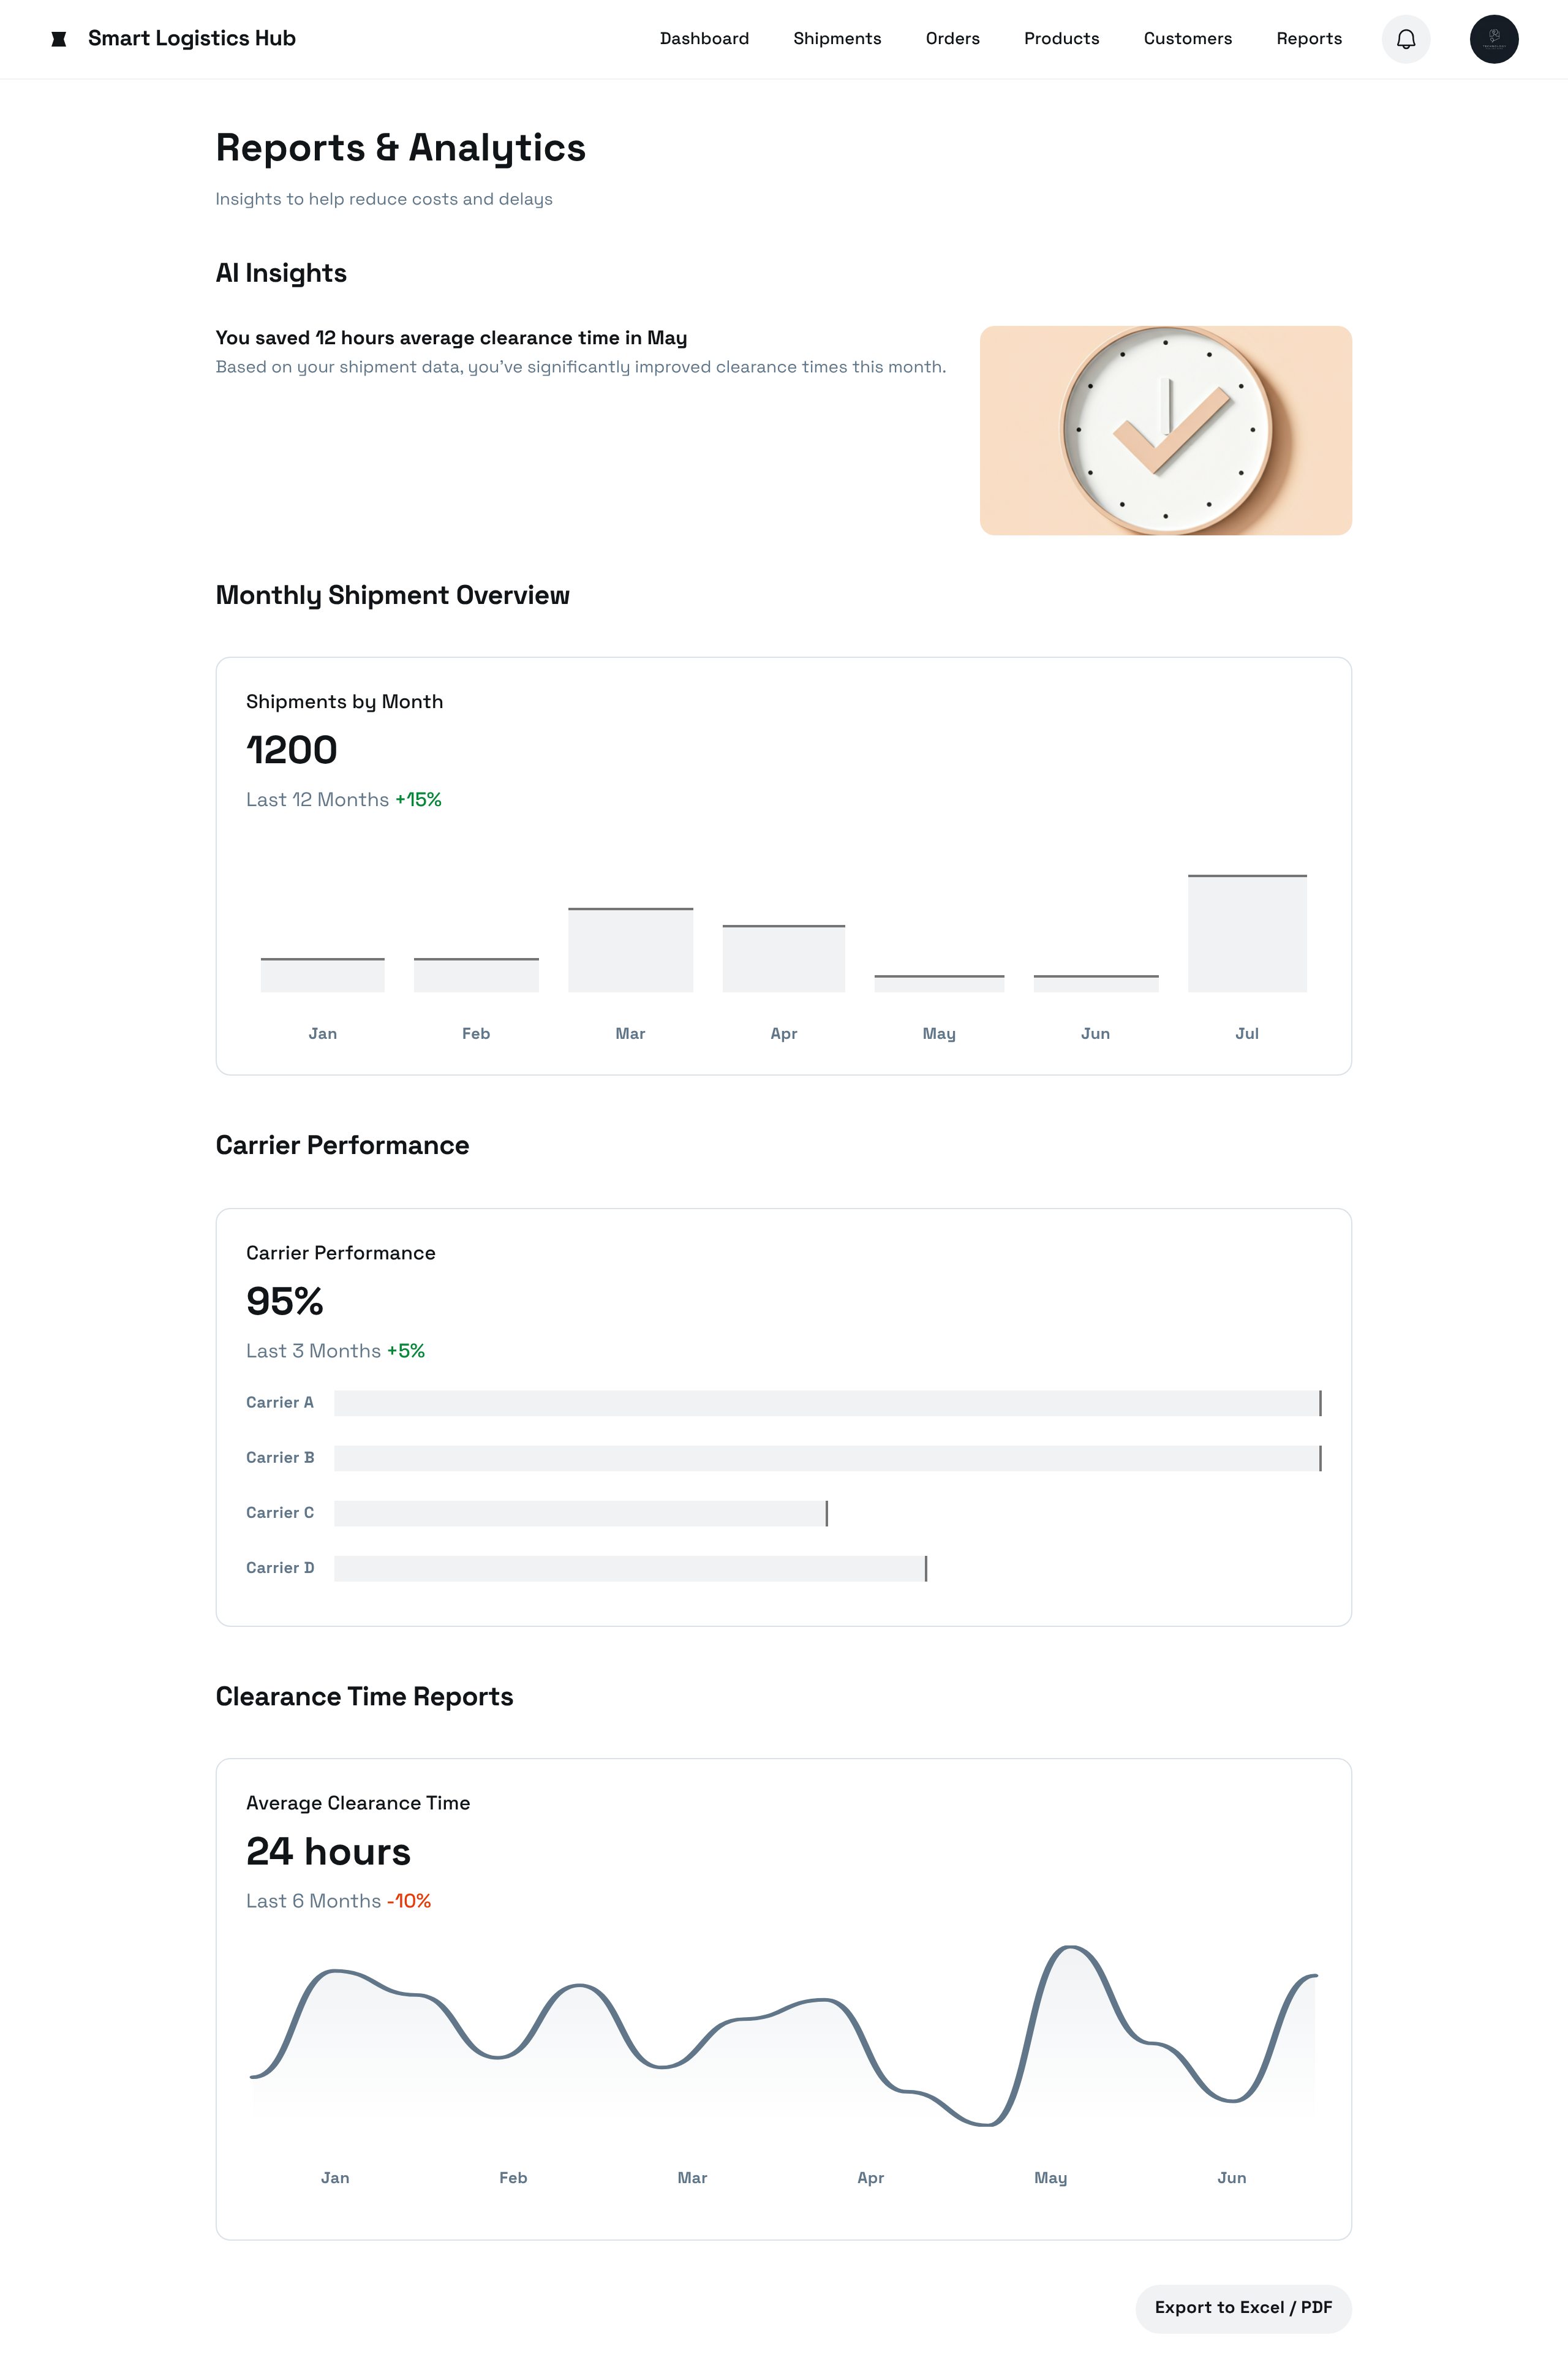 Smart Logistics Hub
Dashboard
Shipments
Orders
Products
Customers
Reports
Reports & Analytics
Insights to help reduce costs and delays
AI Insights
You saved 12 hours average clearance time in May
Based on your shipment data, you've significantly improved clearance times this month.
Monthly Shipment Overview
Shipments by Month
1200
Last 12 Months +15%
Jan
Feb
Mar
Apr
May
Jun
Jul
Carrier Performance
Carrier Performance
95%
Last 3 Months +5%
Carrier A
Carrier B
Carrier C
Carrier D
Clearance Time Reports
Average Clearance Time
24 hours
Last 6 Months -10%
Jan
Feb
Mar
Apr
May
Jun
Export to Excel / PDF